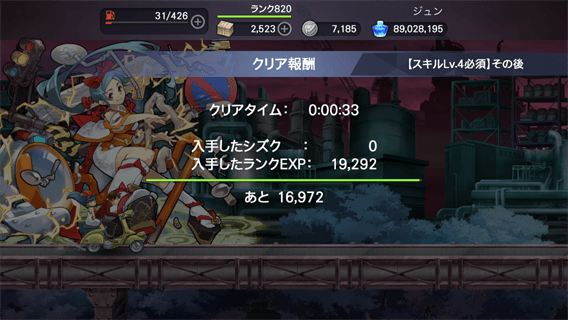 31/426
ランク820
2,523
7,185
ジュン
89,028,195
クリア報酬
【スキルLv.4必須】その後
クリアタイム: 0:00:33
入手したシズク : 0
入手したランクEXP: 19,292
あと 16,972